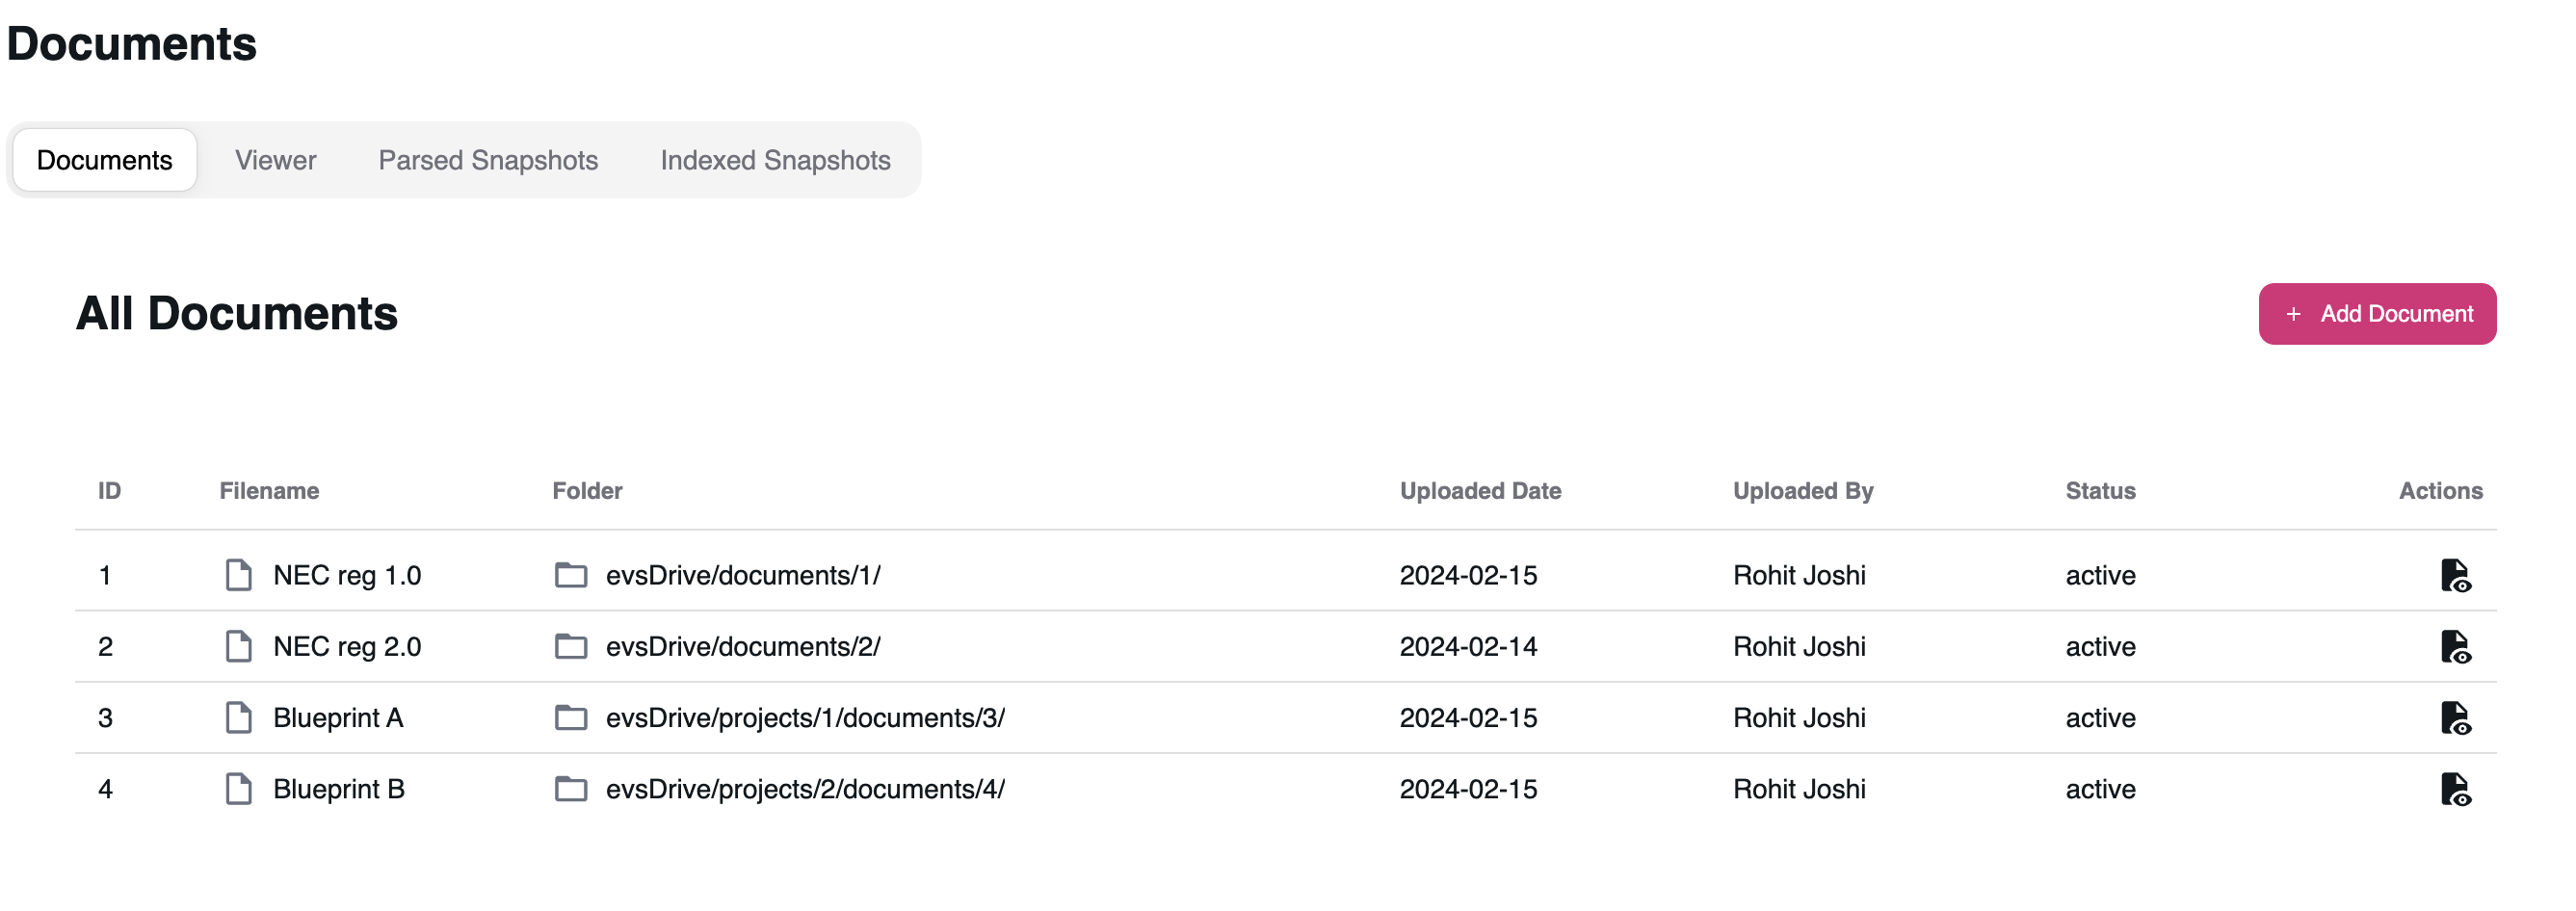 Documents
Documents Viewer Parsed Snapshots Indexed Snapshots
All Documents
+ Add Document
ID Filename Folder Uploaded Date Uploaded By Status Actions
1 NEC reg 1.0 evsDrive/documents/1/ 2024-02-15 Rohit Joshi active
2 NEC reg 2.0 evsDrive/documents/2/ 2024-02-14 Rohit Joshi active
3 Blueprint A evsDrive/projects/1/documents/3/ 2024-02-15 Rohit Joshi active
4 Blueprint B evsDrive/projects/2/documents/4/ 2024-02-15 Rohit Joshi active